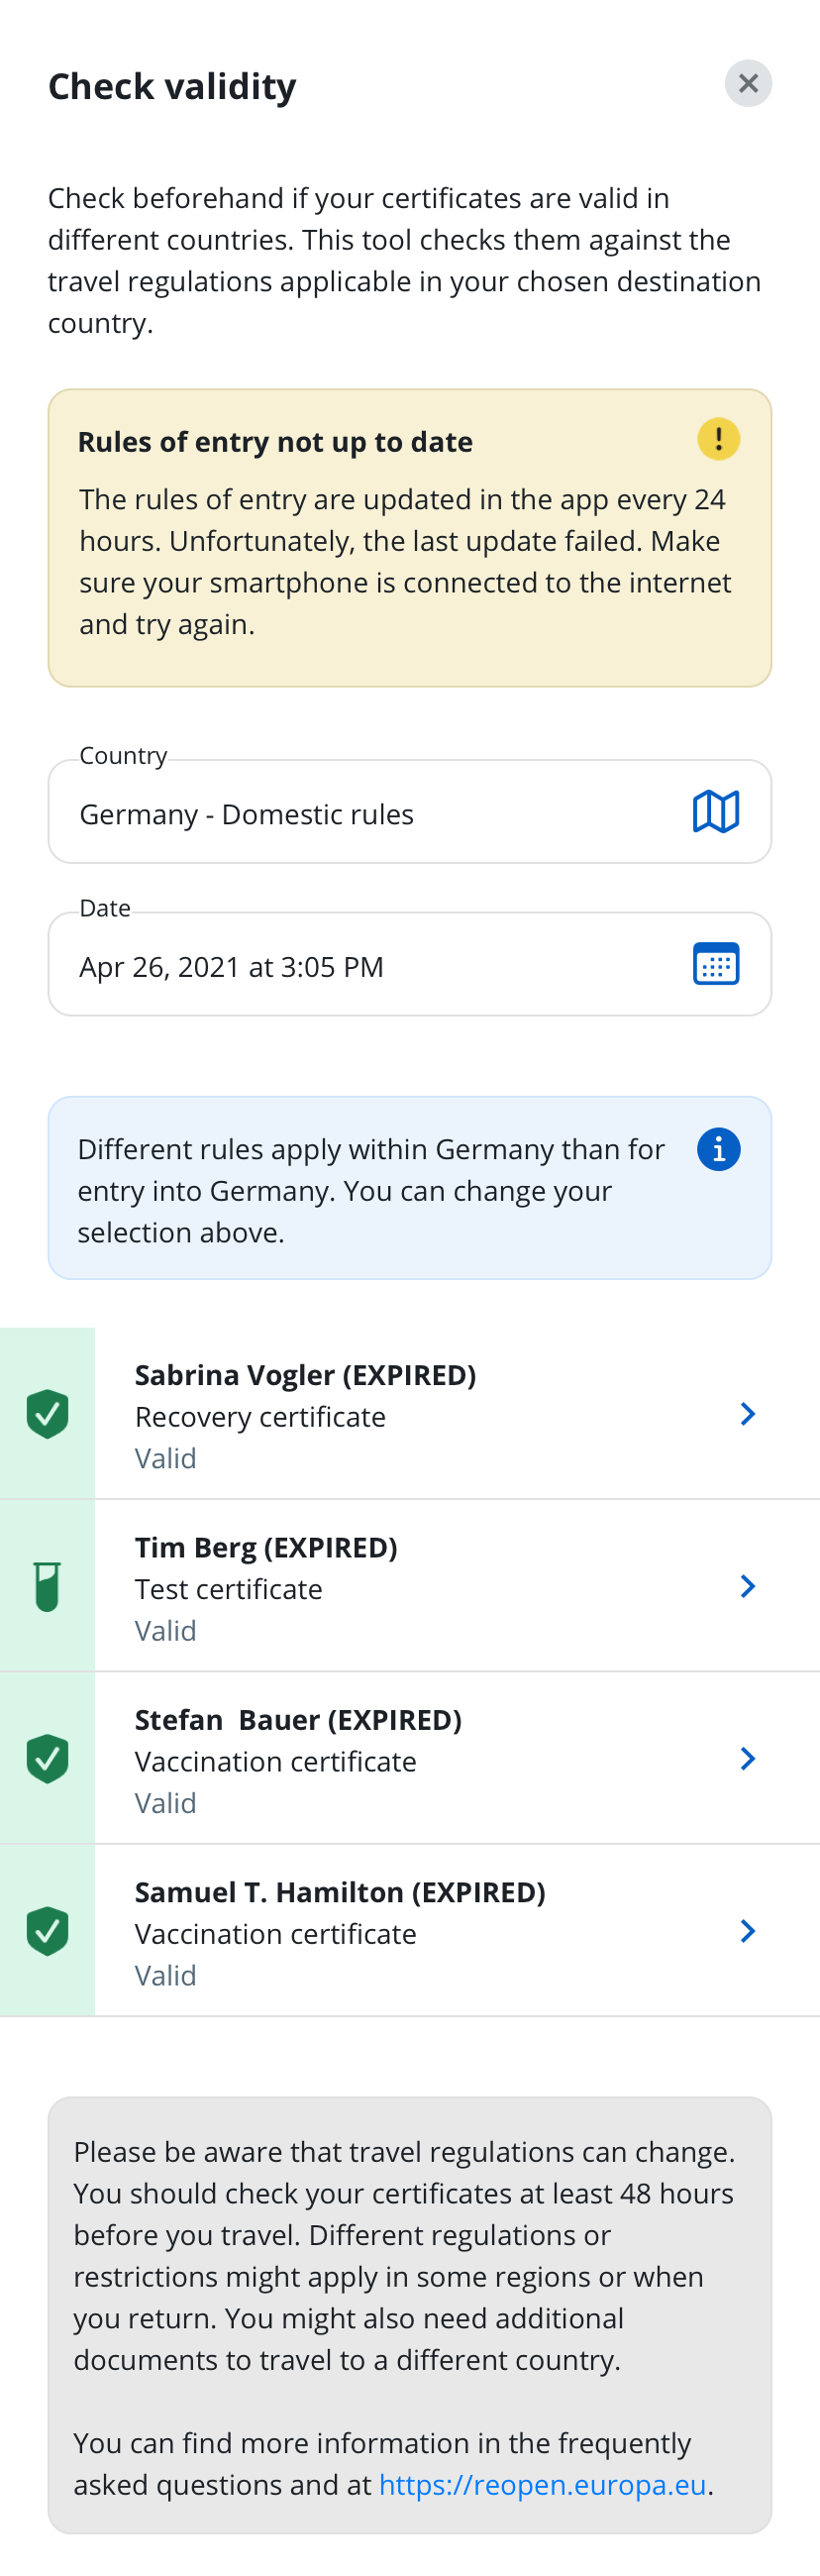 Check validity
Check beforehand if your certificates are valid in
different countries. This tool checks them against the
travel regulations applicable in your chosen destination
country.
Rules of entry not up to date
The rules of entry are updated in the app every 24
hours. Unfortunately, the last update failed. Make
sure your smartphone is connected to the internet
and try again.
Country
Germany - Domestic rules
Date
Apr 26, 2021 at 3:05 PM
Different rules apply within Germany than for
entry into Germany. You can change your
selection above.
Sabrina Vogler (EXPIRED)
Recovery certificate
Valid
Tim Berg (EXPIRED)
Test certificate
Valid
Stefan  Bauer (EXPIRED)
Vaccination certificate
Valid
Samuel T. Hamilton (EXPIRED)
Vaccination certificate
Valid
Please be aware that travel regulations can change.
You should check your certificates at least 48 hours
before you travel. Different regulations or
restrictions might apply in some regions or when
you return. You might also need additional
documents to travel to a different country.
You can find more information in the frequently
asked questions and at https://reopen.europa.eu.